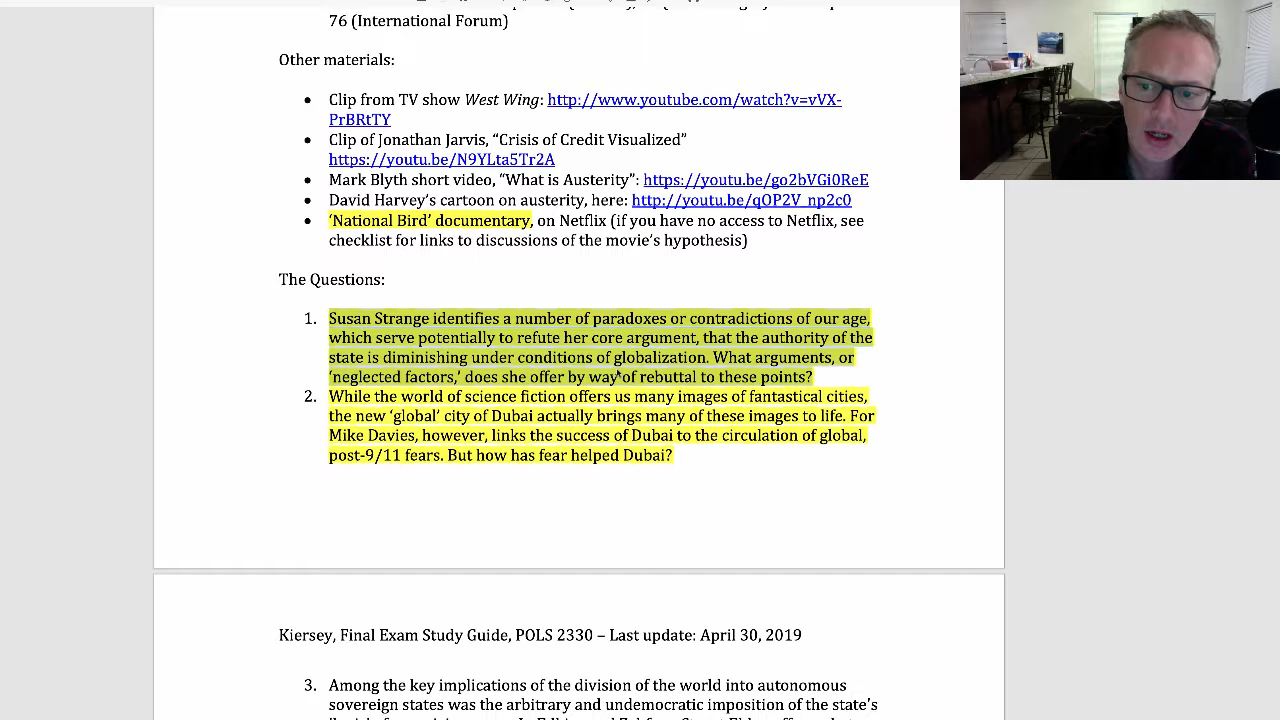 76 (International Forum)
Other materials:
• Clip from TV show West Wing: http://www.youtube.com/watch?v=vVX-
PrBRtTY
• Clip of Jonathan Jarvis, “Crisis of Credit Visualized”
https://youtu.be/N9YLta5Tr2A
• Mark Blyth short video, “What is Austerity”: https://youtu.be/go2bVGi0ReE
• David Harvey’s cartoon on austerity, here: http://youtu.be/qOP2V_np2c0
• ‘National Bird’ documentary, on Netflix (if you have no access to Netflix, see
checklist for links to discussions of the movie’s hypothesis)
The Questions:
1. Susan Strange identifies a number of paradoxes or contradictions of our age,
which serve potentially to refute her core argument, that the authority of the
state is diminishing under conditions of globalization. What arguments, or
‘neglected factors,’ does she offer by way of rebuttal to these points?
2. While the world of science fiction offers us many images of fantastical cities,
the new ‘global’ city of Dubai actually brings many of these images to life. For
Mike Davies, however, links the success of Dubai to the circulation of global,
post-9/11 fears. But how has fear helped Dubai?
Kiersey, Final Exam Study Guide, POLS 2330 – Last update: April 30, 2019
3. Among the key implications of the division of the world into autonomous
sovereign states was the arbitrary and undemocratic imposition of the state’s